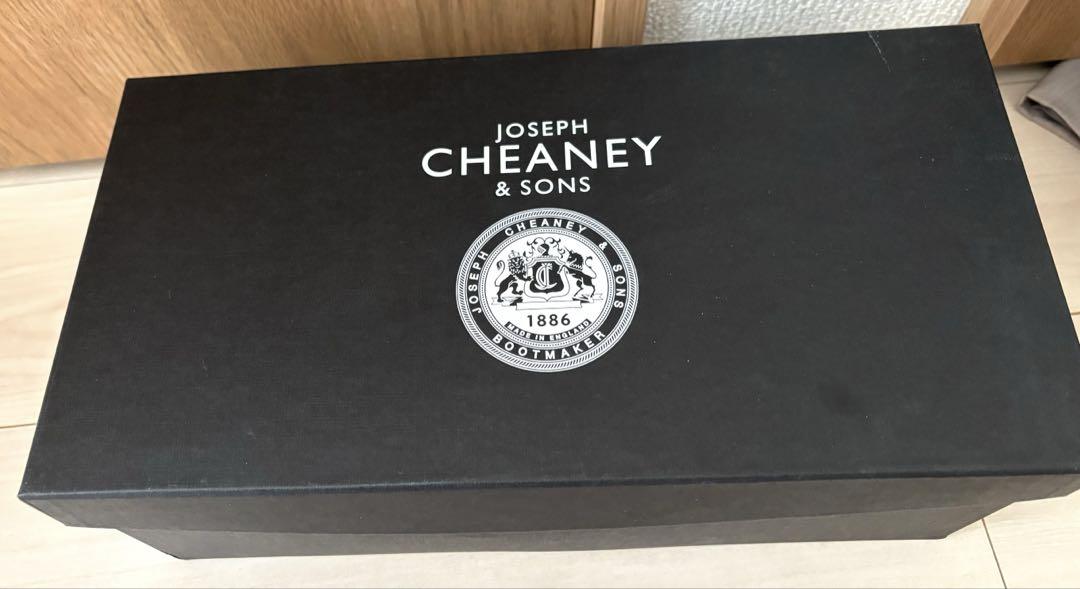 JOSEPH
CHEANEY
& SONS
JOSEPH CHEANEY & SONS
1886
MADE IN ENGLAND
BOOTMAKER